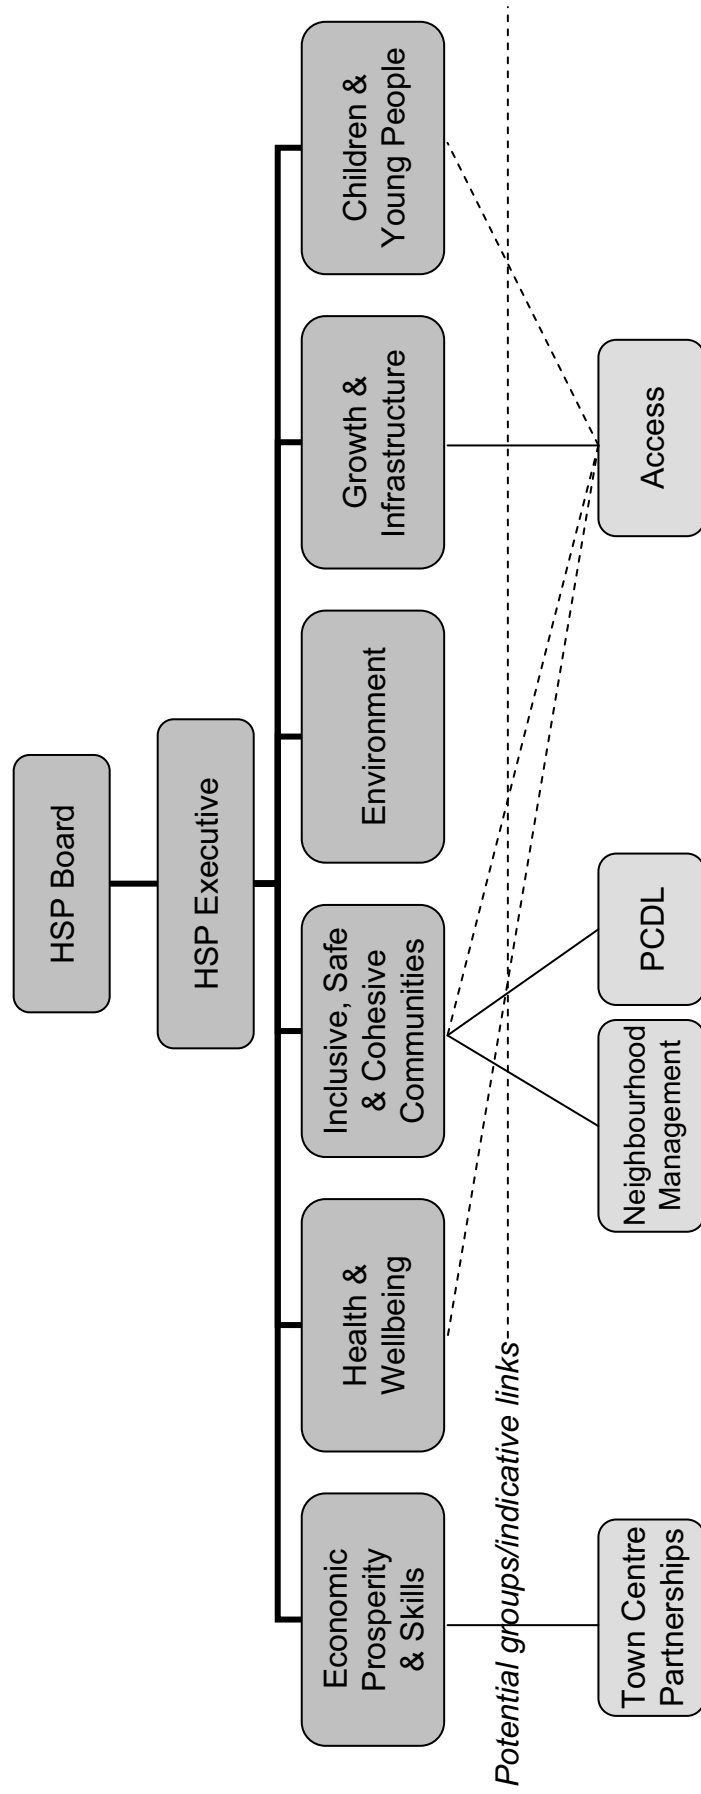 HSP Board
HSP Executive
Economic
Prosperity
& Skills
Health &
Wellbeing
Inclusive, Safe
& Cohesive
Communities
Environment
Growth &
Infrastructure
Children &
Young People
Potential groups/indicative links
Town Centre
Partnerships
Neighbourhood
Management
PCDL
Access